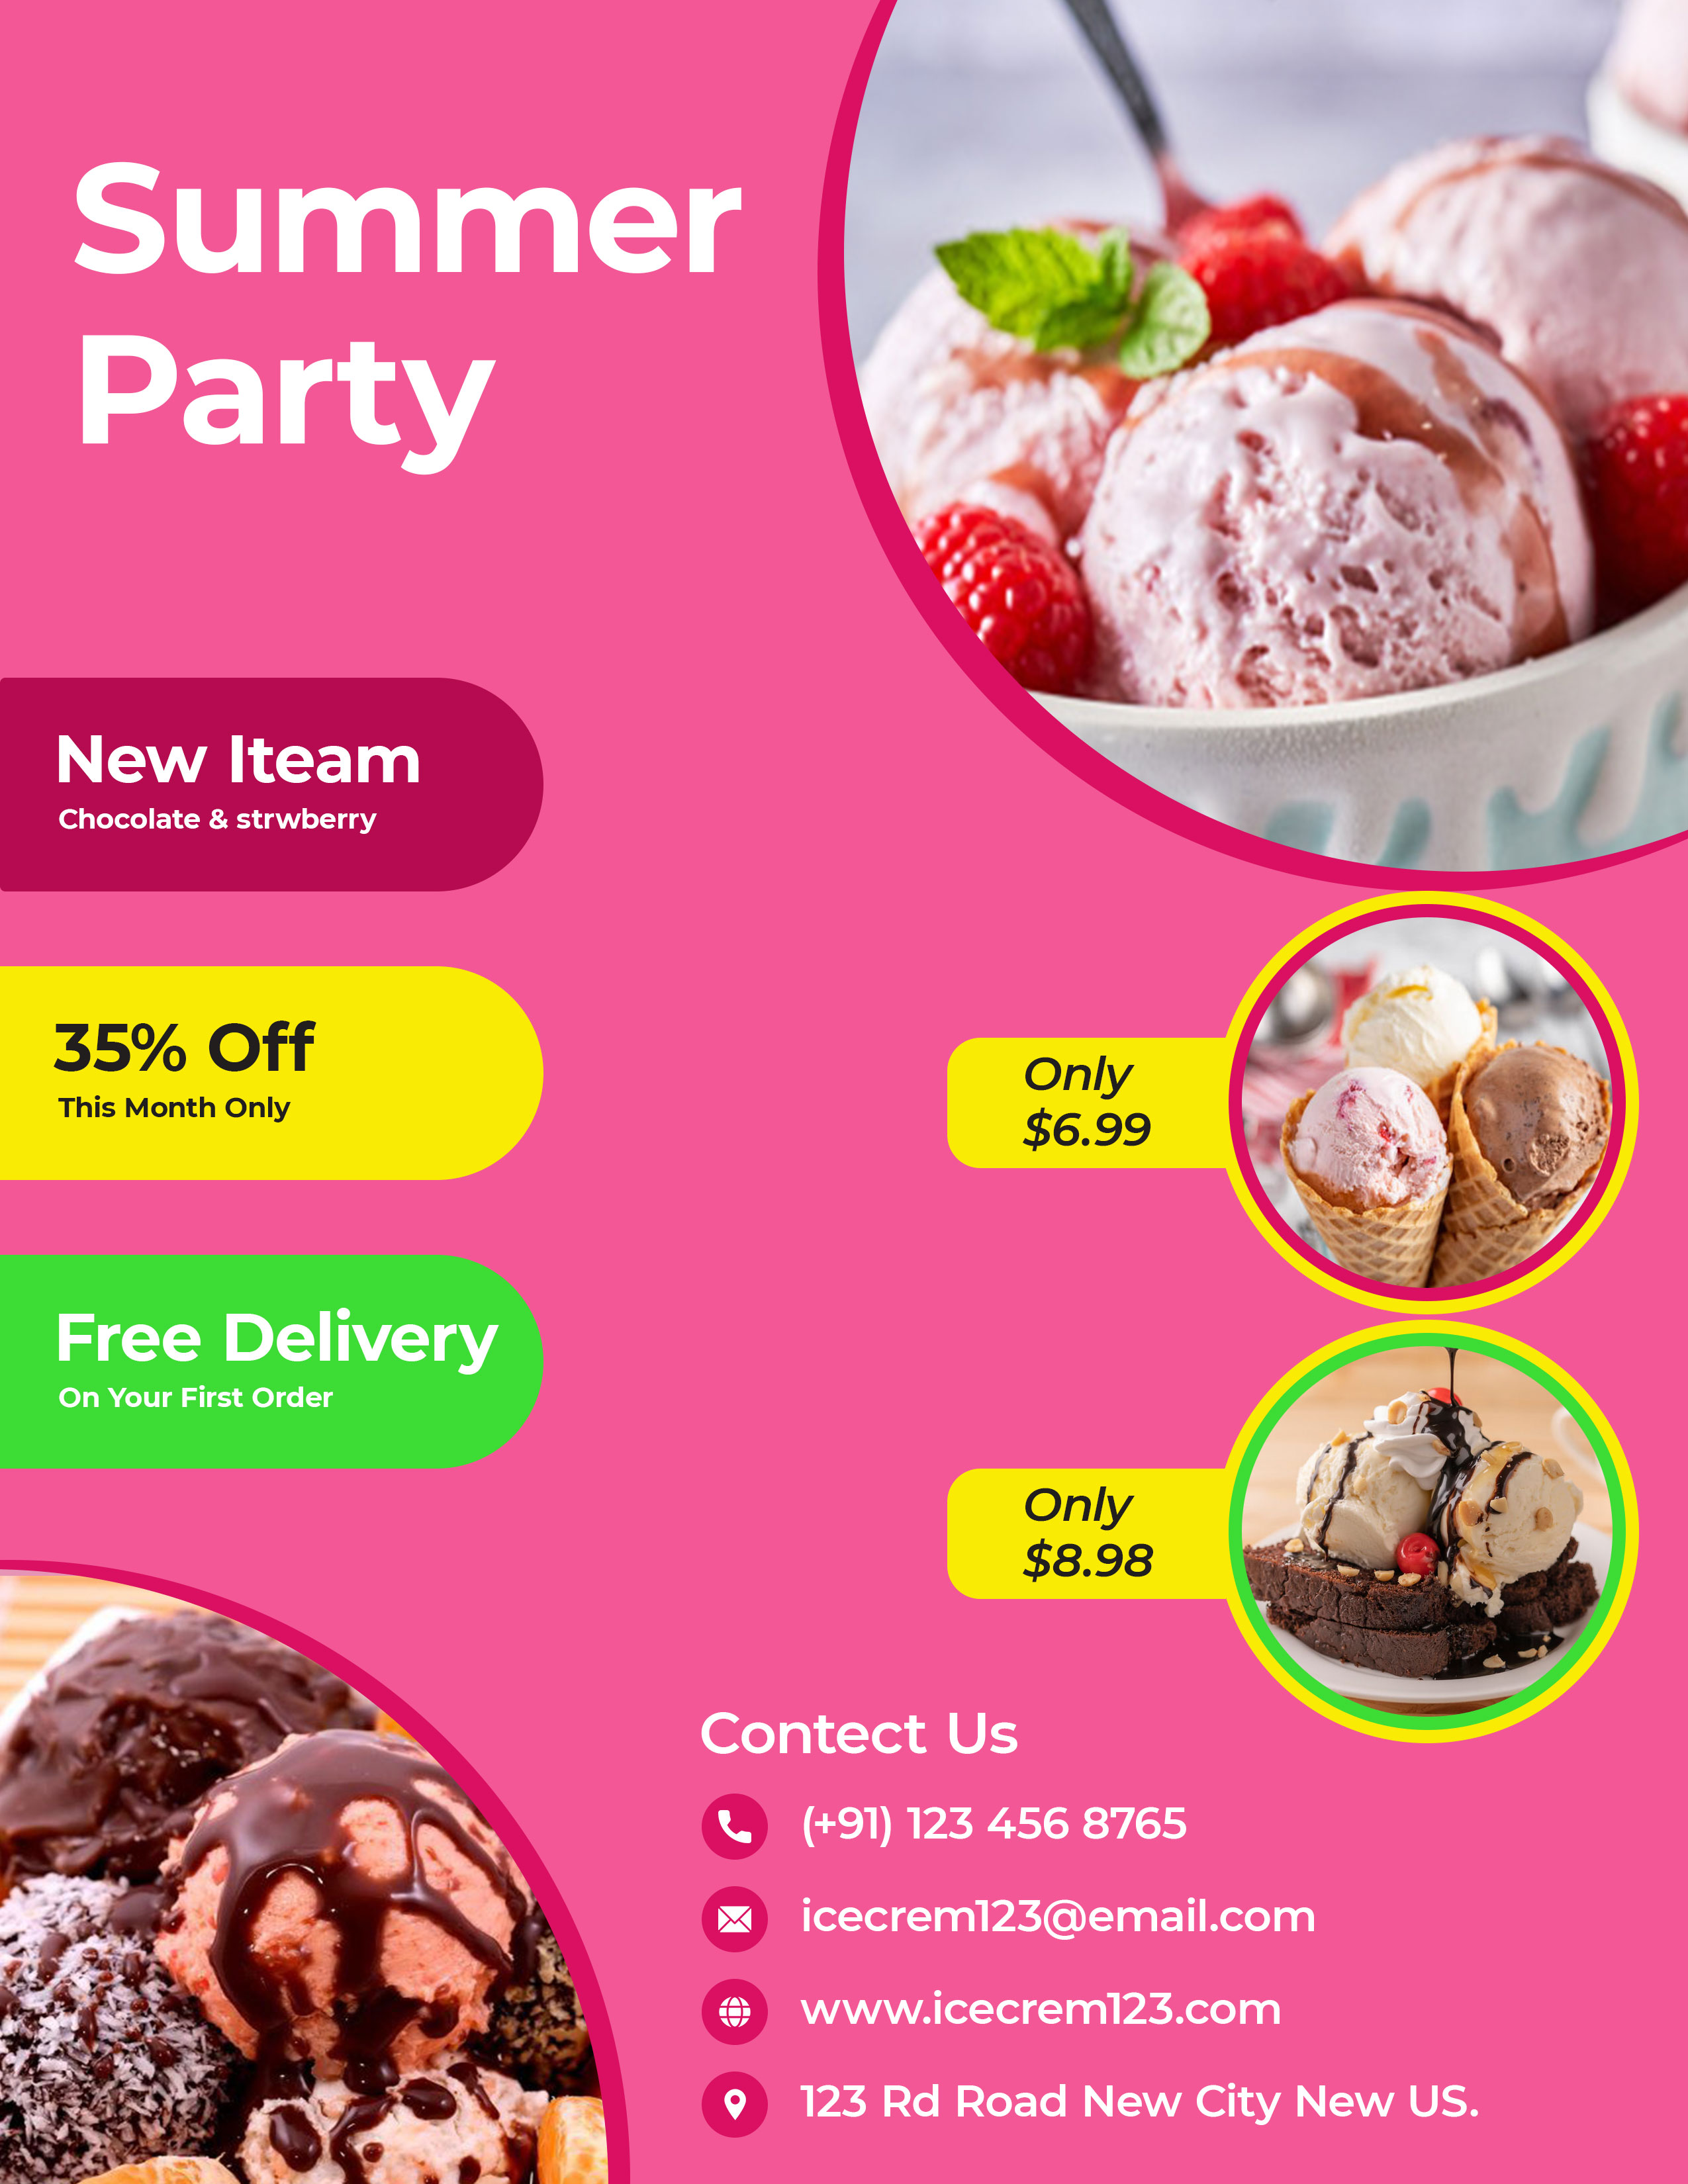 Summer
Party
New Iteam
Chocolate & strwberry
35% Off
This Month Only
Free Delivery
On Your First Order
Only
$6.99
Only
$8.98
Contect Us
(+91) 123 456 8765
icecrem123@email.com
www.icecrem123.com
123 Rd Road New City New US.